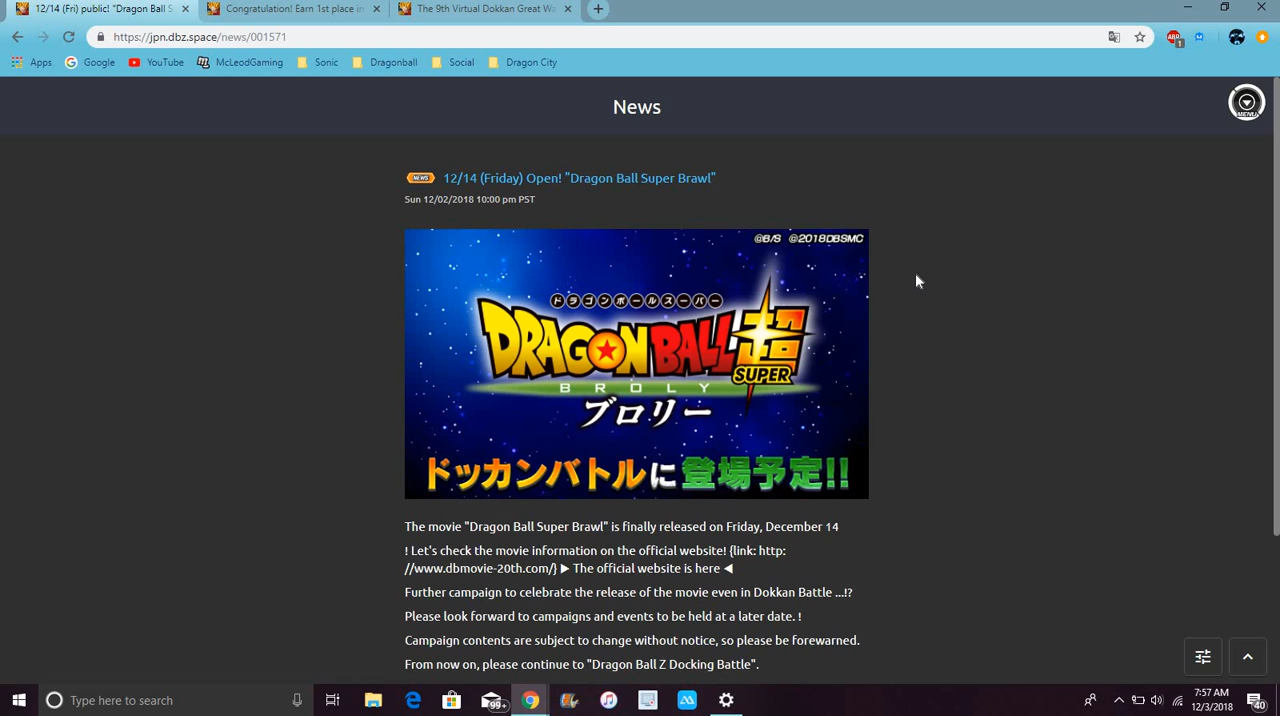 12/14 (Fri) public! "Dragon Ball S
Congratulation! Earn 1st place in
The 9th Virtual Dokkan Great Wa
https://jpn.dbz.space/news/001571
ABP
1
Apps
Google
YouTube
McLeodGaming
Sonic
Dragonball
Social
Dragon City
News
MENU
NEWS
12/14 (Friday) Open! "Dragon Ball Super Brawl"
Sun 12/02/2018 10:00 pm PST
©B/S ©2018DBSMC
ドラゴンボールスーパー
DRAGON BALL超
SUPER
BROLY
ブロリー
ドッカンバトルに登場予定!!
The movie "Dragon Ball Super Brawl" is finally released on Friday, December 14
! Let's check the movie information on the official website! {link: http:
//www.dbmovie-20th.com/} ▶ The official website is here ◀
Further campaign to celebrate the release of the movie even in Dokkan Battle ...!?
Please look forward to campaigns and events to be held at a later date. !
Campaign contents are subject to change without notice, so please be forewarned.
From now on, please continue to "Dragon Ball Z Docking Battle".
Type here to search
99+
7:57 AM
12/3/2018
40